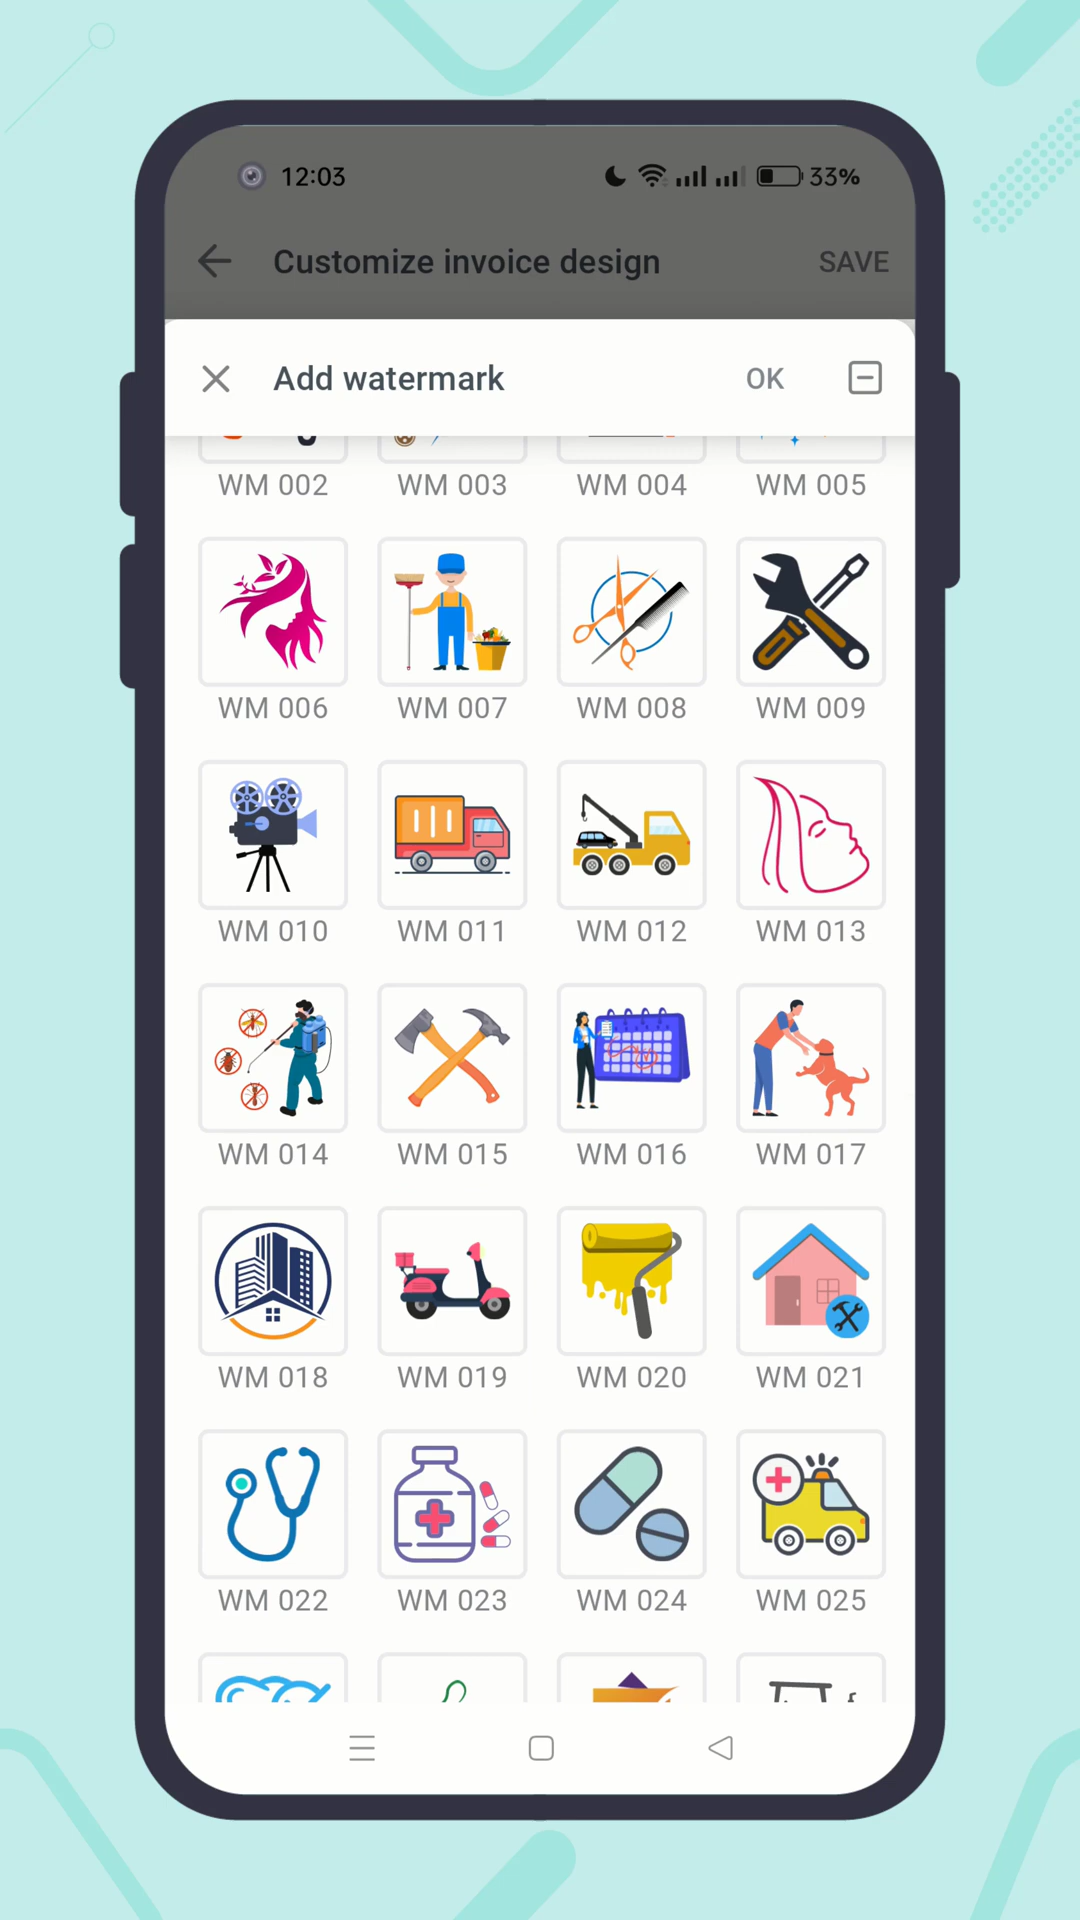 12:03 33%
Customize invoice design SAVE
Add watermark OK
WM 002 WM 003 WM 004 WM 005
WM 006 WM 007 WM 008 WM 009
WM 010 WM 011 WM 012 WM 013
WM 014 WM 015 WM 016 WM 017
WM 018 WM 019 WM 020 WM 021
WM 022 WM 023 WM 024 WM 025